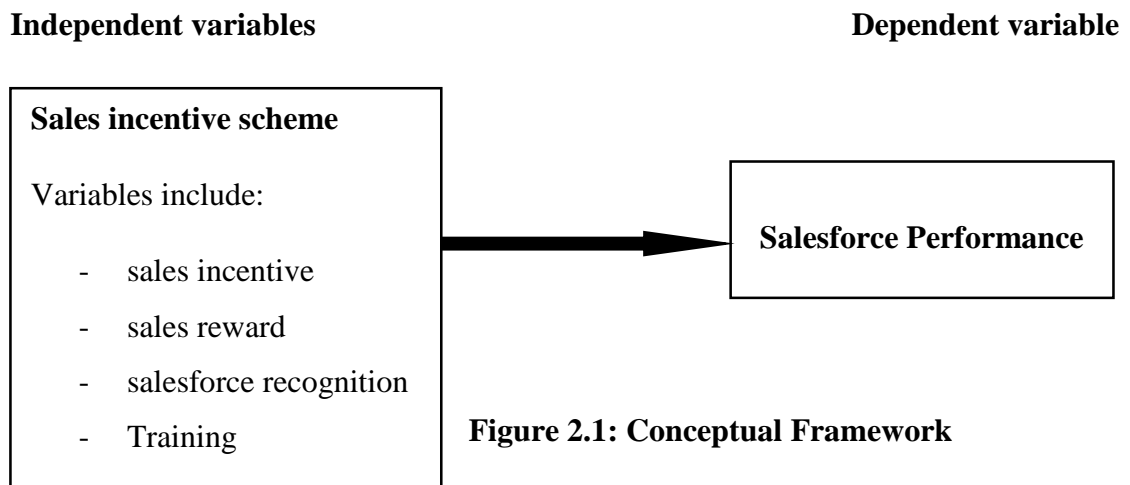 Independent variables
Dependent variable
Sales incentive scheme
Variables include:
- sales incentive
- sales reward
- salesforce recognition
- Training
Salesforce Performance
Figure 2.1: Conceptual Framework